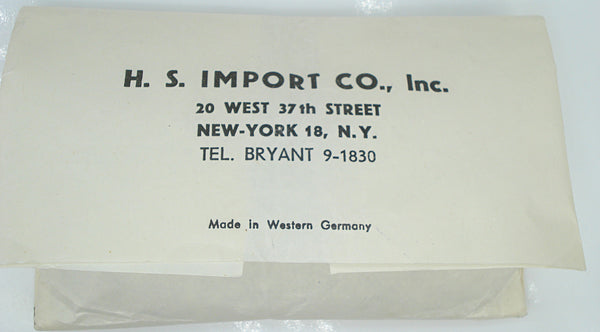 H. S. IMPORT CO., Inc.
20 WEST 37th STREET
NEW-YORK 18, N.Y.
TEL. BRYANT 9-1830
Made in Western Germany